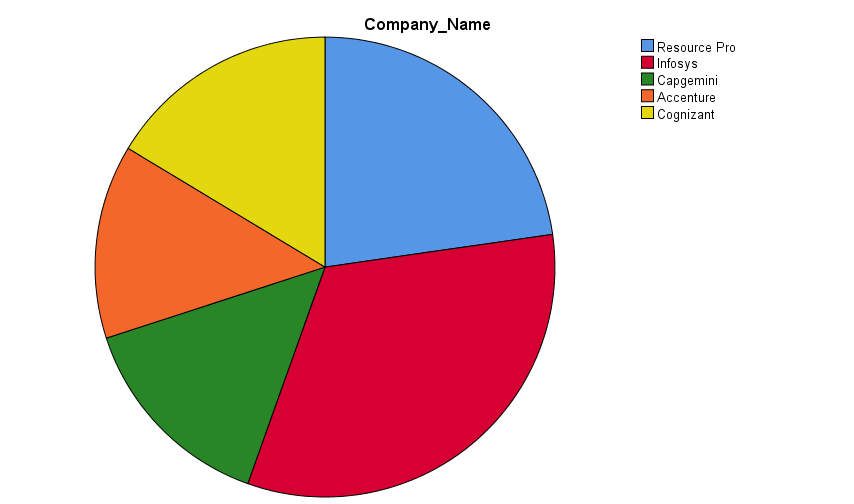 Company_Name
Resource Pro
Infosys
Capgemini
Accenture
Cognizant